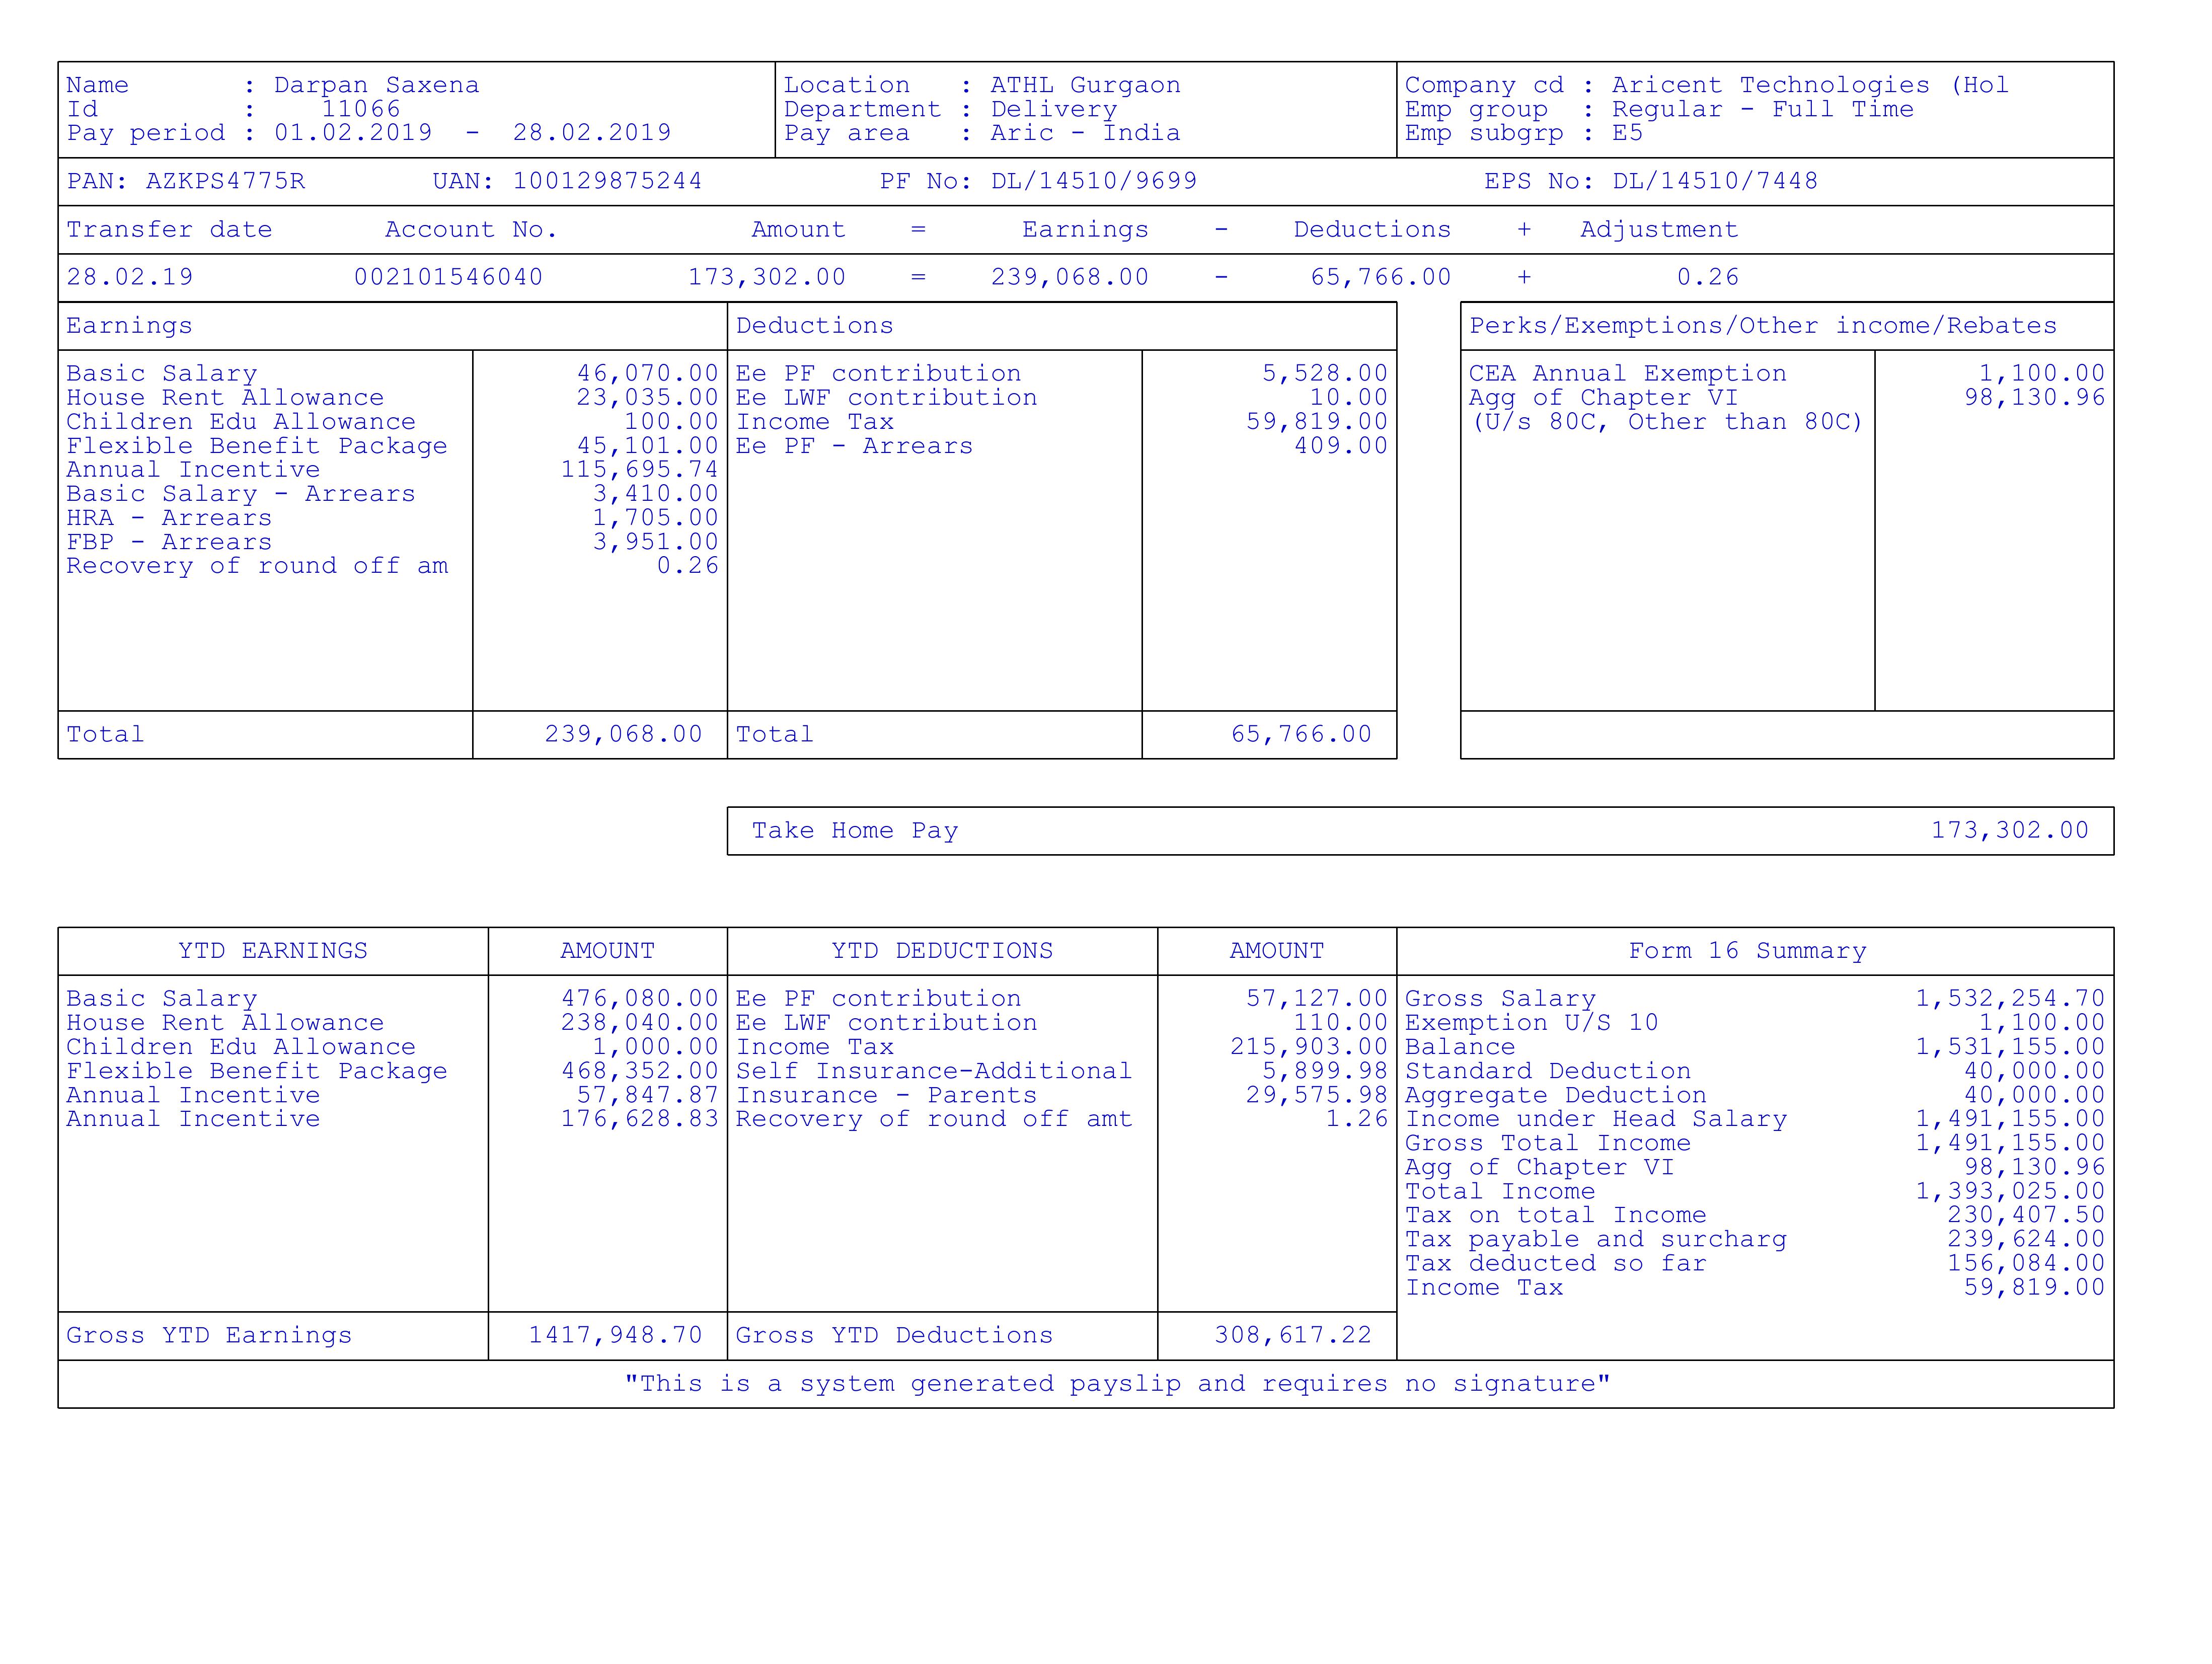 Name : Darpan Saxena Location : ATHL Gurgaon Company cd : Aricent Technologies (Hol
Id : 11066 Department : Delivery Emp group : Regular - Full Time
Pay period : 01.02.2019 - 28.02.2019 Pay area : Aric - India Emp subgrp : E5
PAN: AZKPS4775R UAN: 100129875244 PF No: DL/14510/9699 EPS No: DL/14510/7448
Transfer date Account No. Amount = Earnings - Deductions + Adjustment
28.02.19 002101546040 173,302.00 = 239,068.00 - 65,766.00 + 0.26
Earnings Deductions Perks/Exemptions/Other income/Rebates
Basic Salary 46,070.00 Ee PF contribution 5,528.00 CEA Annual Exemption 1,100.00
House Rent Allowance 23,035.00 Ee LWF contribution 10.00 Agg of Chapter VI 98,130.96
Children Edu Allowance 100.00 Income Tax 59,819.00 (U/s 80C, Other than 80C)
Flexible Benefit Package 45,101.00 Ee PF - Arrears 409.00
Annual Incentive 115,695.74
Basic Salary - Arrears 3,410.00
HRA - Arrears 1,705.00
FBP - Arrears 3,951.00
Recovery of round off am 0.26
Total 239,068.00 Total 65,766.00
Take Home Pay 173,302.00
YTD EARNINGS AMOUNT YTD DEDUCTIONS AMOUNT Form 16 Summary
Basic Salary 476,080.00 Ee PF contribution 57,127.00 Gross Salary 1,532,254.70
House Rent Allowance 238,040.00 Ee LWF contribution 110.00 Exemption U/S 10 1,100.00
Children Edu Allowance 1,000.00 Income Tax 215,903.00 Balance 1,531,155.00
Flexible Benefit Package 468,352.00 Self Insurance-Additional 5,899.98 Standard Deduction 40,000.00
Annual Incentive 57,847.87 Insurance - Parents 29,575.98 Aggregate Deduction 40,000.00
Annual Incentive 176,628.83 Recovery of round off amt 1.26 Income under Head Salary 1,491,155.00
Gross Total Income 1,491,155.00
Agg of Chapter VI 98,130.96
Total Income 1,393,025.00
Tax on total Income 230,407.50
Tax payable and surcharg 239,624.00
Tax deducted so far 156,084.00
Income Tax 59,819.00
Gross YTD Earnings 1417,948.70 Gross YTD Deductions 308,617.22
"This is a system generated payslip and requires no signature"